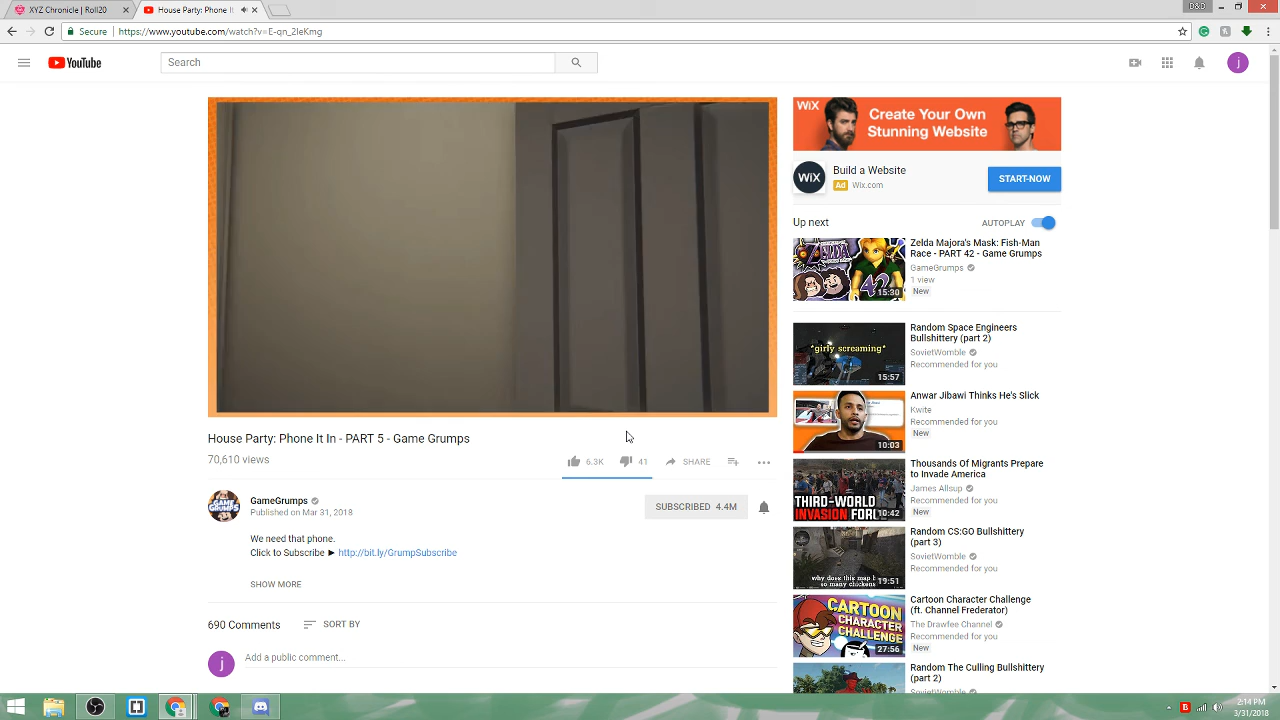 XYZ Chronicle | Roll20
House Party: Phone It I
D&D
Secure
https://www.youtube.com/watch?v=E-qn_2IeKmg
YouTube
Search
j
WiX
Create Your Own
Stunning Website
WiX
Build a Website
Ad Wix.com
START-NOW
Up next
AUTOPLAY
42
15:30
Zelda Majora's Mask: Fish-Man
Race - PART 42 - Game Grumps
GameGrumps
1 view
New
*girly screaming*
15:57
Random Space Engineers
Bullshittery (part 2)
SovietWomble
Recommended for you
10:03
Anwar Jibawi Thinks He's Slick
Kwite
New
THIRD-WORLD
INVASION FOR
10:42
Thousands Of Migrants Prepare
to Invade America
James Allsup
Recommended for you
New
why does this map h
so many chickens
19:51
Random CS:GO Bullshittery
(part 3)
SovietWomble
Recommended for you
CARTOON
CHARACTER
CHALLENGE
27:56
Cartoon Character Challenge
(ft. Channel Frederator)
The Drawfee Channel
Recommended for you
New
Random The Culling Bullshittery
(part 2)
SovietWomble
House Party: Phone It In - PART 5 - Game Grumps
70,610 views
6.3K
41
SHARE
GAME
GRUMPS
GameGrumps
Published on Mar 31, 2018
SUBSCRIBED 4.4M
We need that phone.
Click to Subscribe ► http://bit.ly/GrumpSubscribe
SHOW MORE
690 Comments
SORT BY
j
Add a public comment...
2:14 PM
3/31/2018